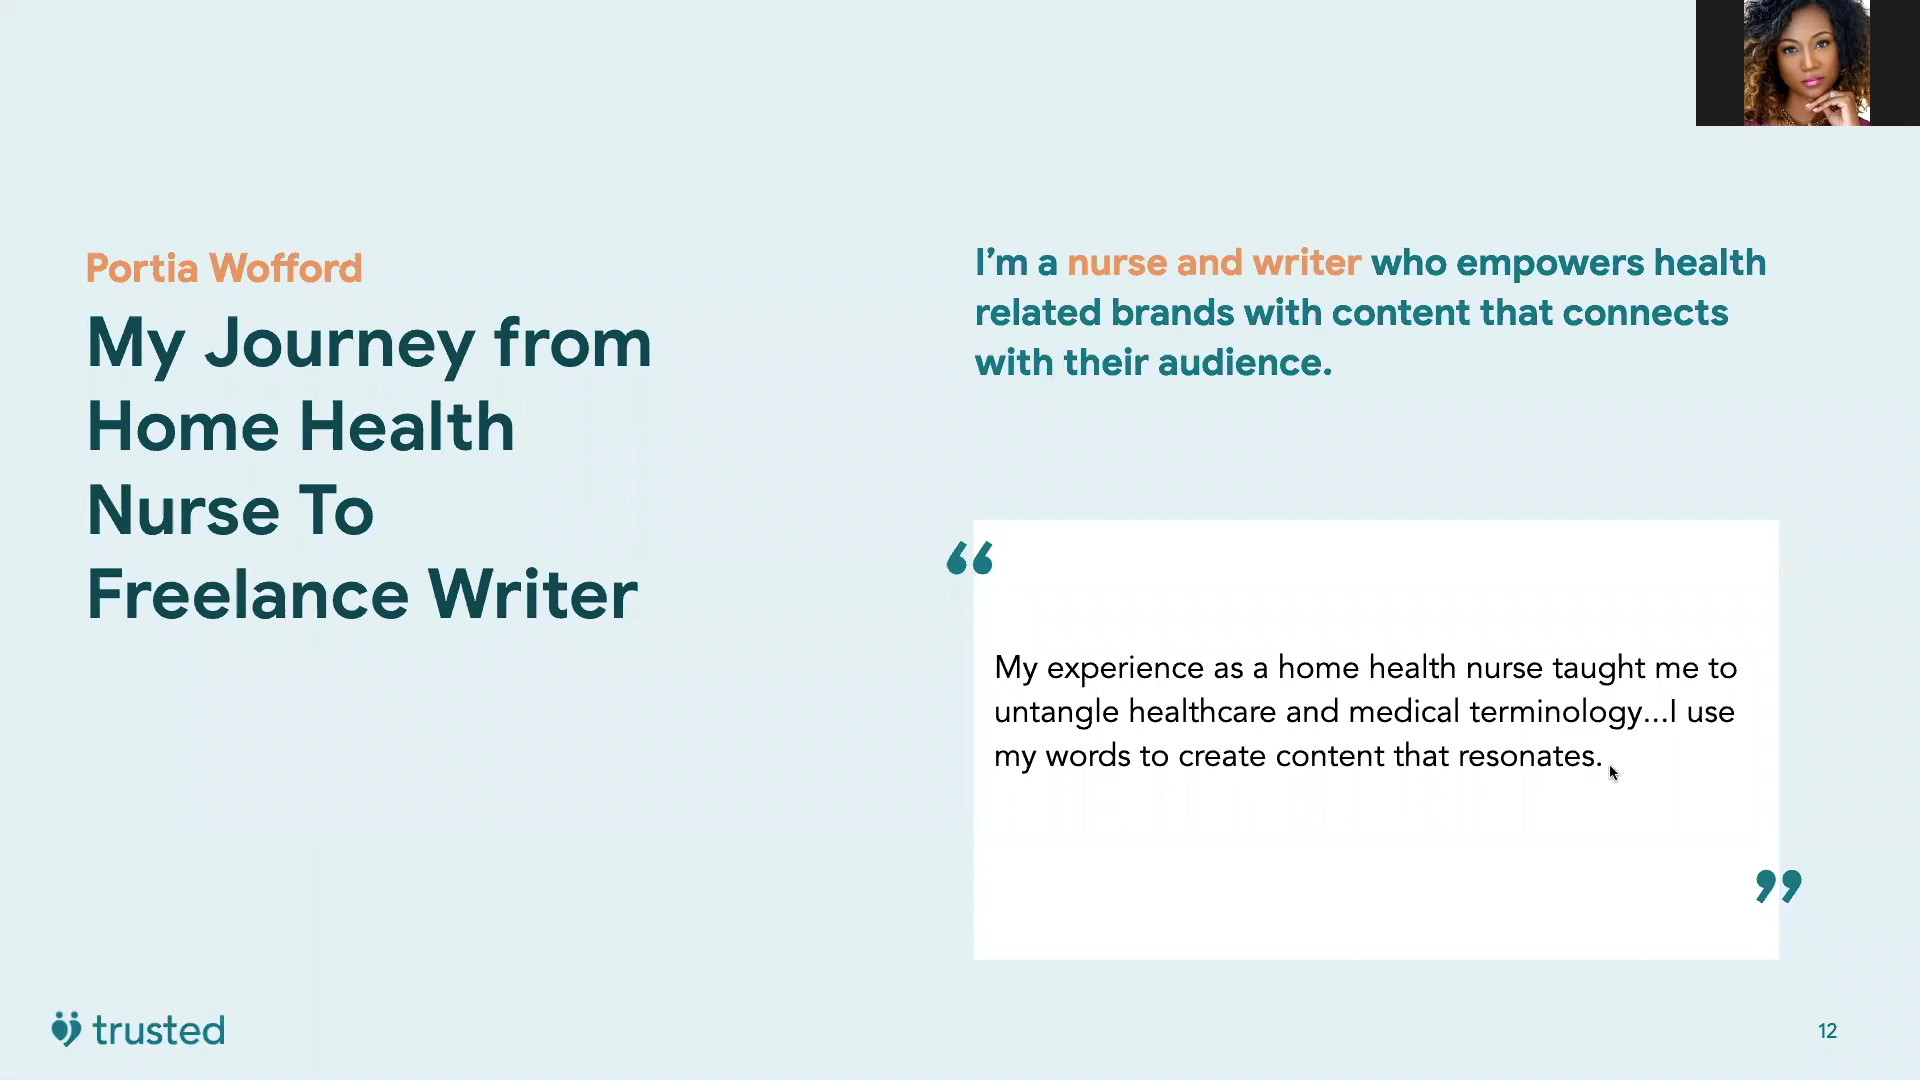 Portia Wofford
My Journey from
Home Health
Nurse To
Freelance Writer
I’m a nurse and writer who empowers health
related brands with content that connects
with their audience.
“
My experience as a home health nurse taught me to
untangle healthcare and medical terminology...I use
my words to create content that resonates.
”
trusted
12